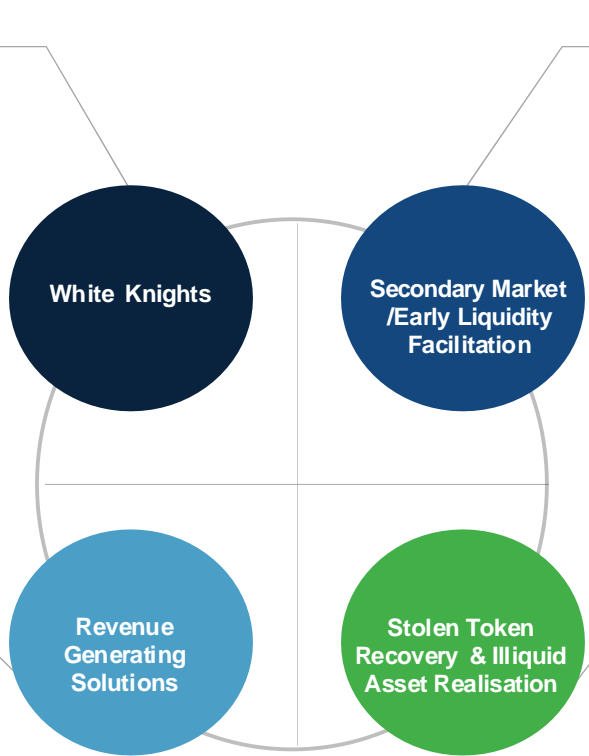 White Knights
Secondary Market
/Early Liquidity
Facilitation
Revenue
Generating
Solutions
Stolen Token
Recovery & Illiquid
Asset Realisation